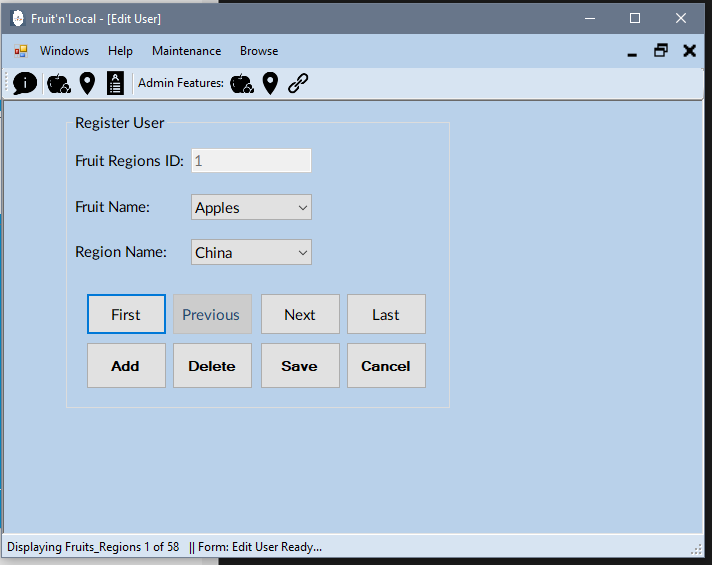 Fruit'n'Local - [Edit User]
Windows Help Maintenance Browse
Admin Features:
Register User
Fruit Regions ID: 1
Fruit Name: Apples
Region Name: China
First Previous Next Last
Add Delete Save Cancel
Displaying Fruits_Regions 1 of 58 || Form: Edit User Ready...